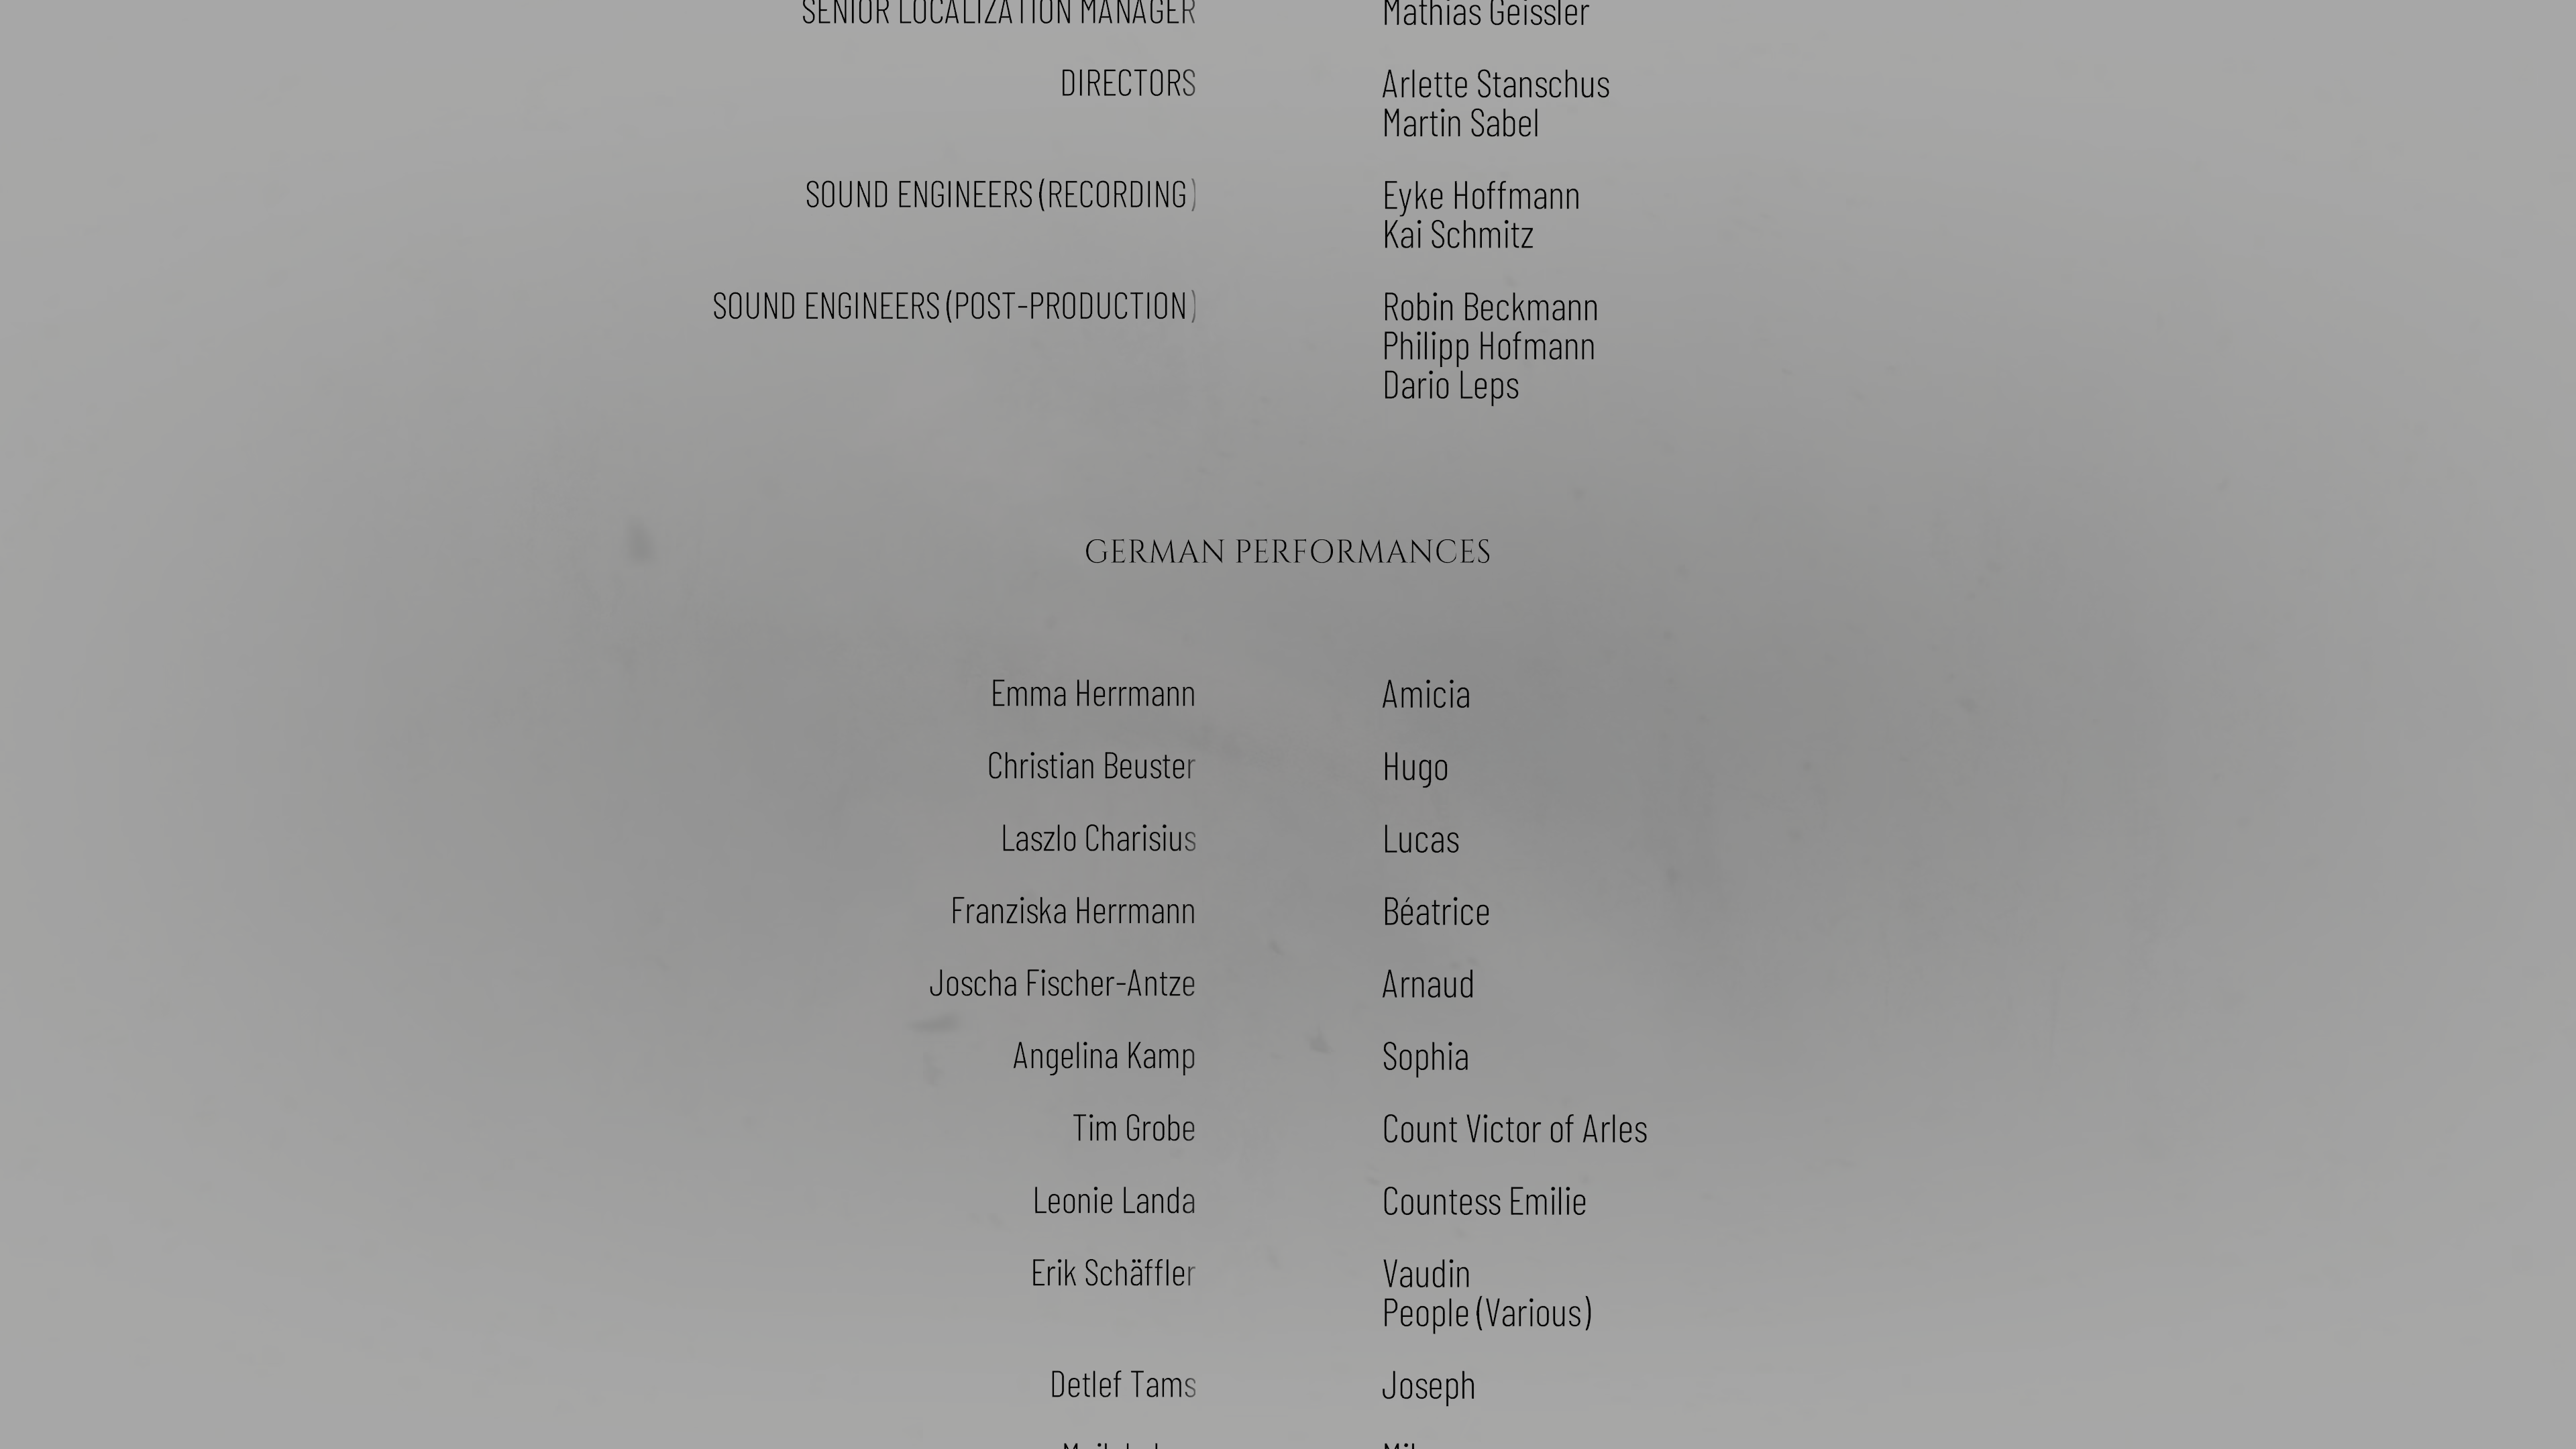 SENIOR LOCALIZATION MANAGER Mathias Geissler
DIRECTORS Arlette Stanschus
Martin Sabel
SOUND ENGINEERS (RECORDING) Eyke Hoffmann
Kai Schmitz
SOUND ENGINEERS (POST-PRODUCTION) Robin Beckmann
Philipp Hofmann
Dario Leps
GERMAN PERFORMANCES
Emma Herrmann Amicia
Christian Beuster Hugo
Laszlo Charisius Lucas
Franziska Herrmann Béatrice
Joscha Fischer-Antze Arnaud
Angelina Kamp Sophia
Tim Grobe Count Victor of Arles
Leonie Landa Countess Emilie
Erik Schäffler Vaudin
People (Various)
Detlef Tams Joseph